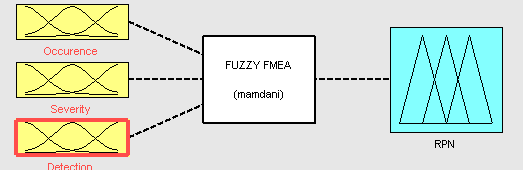 Occurence
Severity
Detection
FUZZY FMEA
(mamdani)
RPN